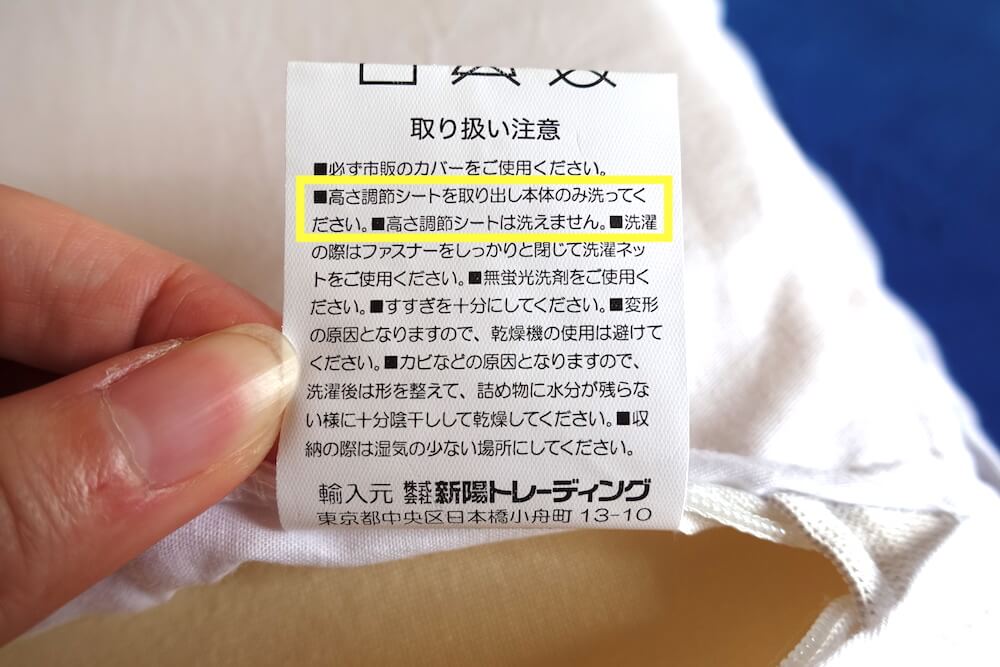 取り扱い注意
■必ず市販のカバーをご使用ください。
■高さ調節シートを取り出し本体のみ洗ってく
ださい。■高さ調節シートは洗えません。■洗濯
の際はファスナーをしっかりと閉じて洗濯ネッ
トをご使用ください。■無蛍光洗剤をご使用く
ださい。■すすぎを十分にしてください。■変形
の原因となりますので、乾燥機の使用は避けて
ください。■カビなどの原因となりますので、
洗濯後は形を整えて、詰め物に水分が残らな
い様に十分陰干しして乾燥してください。■収
納の際は湿気の少ない場所にしてください。
輸入元 株式会社新陽トレーディング
東京都中央区日本橋小舟町 13-10